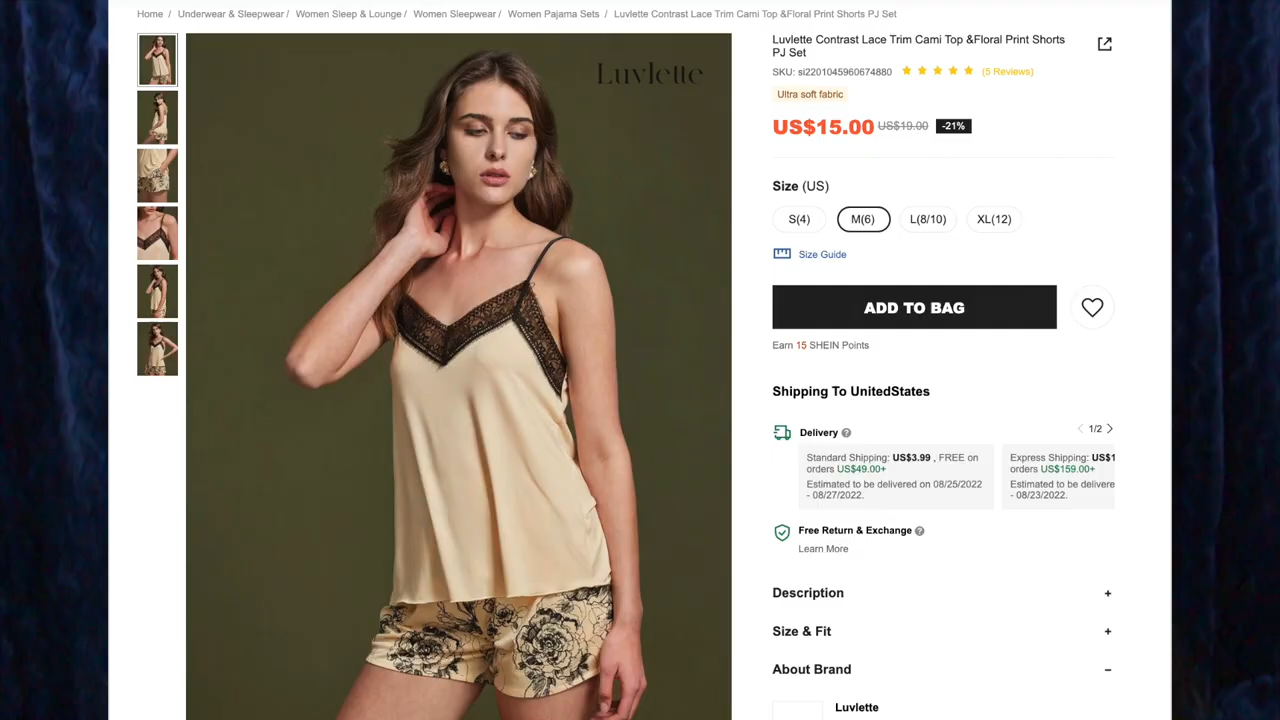 Home / Underwear & Sleepwear / Women Sleep & Lounge / Women Sleepwear / Women Pajama Sets / Luvlette Contrast Lace Trim Cami Top &Floral Print Shorts PJ Set
Luvlette
Luvlette Contrast Lace Trim Cami Top &Floral Print Shorts
PJ Set
SKU: si2201045960674880 (5 Reviews)
Ultra soft fabric
US$15.00 US$19.00 -21%
Size (US)
S(4) M(6) L(8/10) XL(12)
Size Guide
ADD TO BAG
Earn 15 SHEIN Points
Shipping To UnitedStates
Delivery ? 1/2
Standard Shipping: US$3.99 , FREE on
orders US$49.00+
Estimated to be delivered on 08/25/2022
- 08/27/2022.
Express Shipping: US$1
orders US$159.00+
Estimated to be delivere
- 08/23/2022.
Free Return & Exchange ?
Learn More
Description +
Size & Fit +
About Brand −
Luvlette